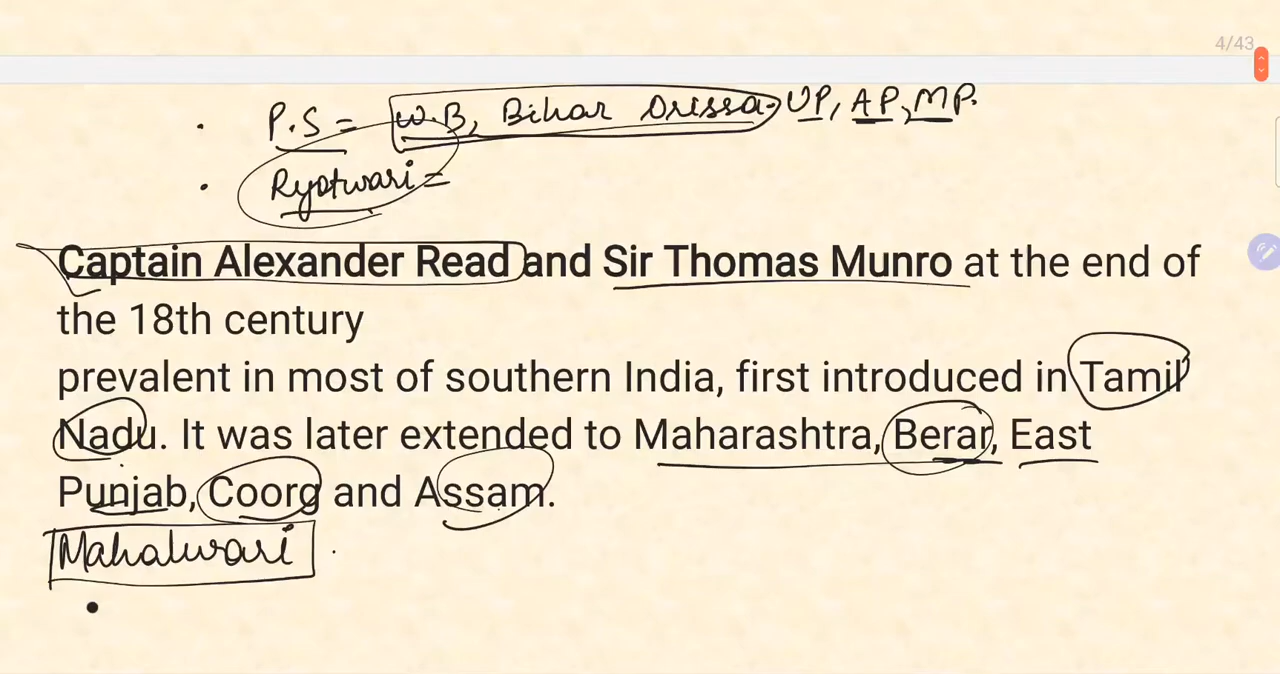 4/43
. P.S = W.B, Bihar Orissa, UP, AP, MP.
. Ryotwari =
Captain Alexander Read and Sir Thomas Munro at the end of
the 18th century
prevalent in most of southern India, first introduced in Tamil
Nadu. It was later extended to Maharashtra, Berar, East
Punjab, Coorg and Assam.
Mahalwari .
•